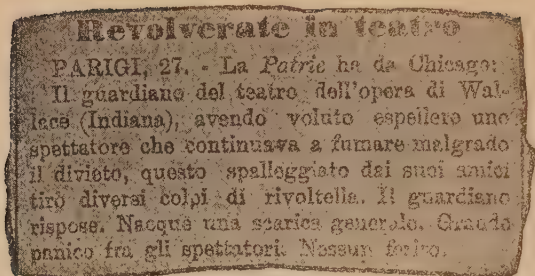 Revolverate in teatro
PARIGI, 27. - La Patrie ha da Chicago:
Il guardiano del teatro dell'opera di Wal-
lace (Indiana), avendo voluto espellere uno
spettatore che continuava a fumare malgrado
il divieto, questo spalleggiato dai suoi amici
tirò diversi colpi di rivoltella. Il guardiano
rispose. Nacque una scarica generale. Grande
panico fra gli spettatori. Nessun ferito.